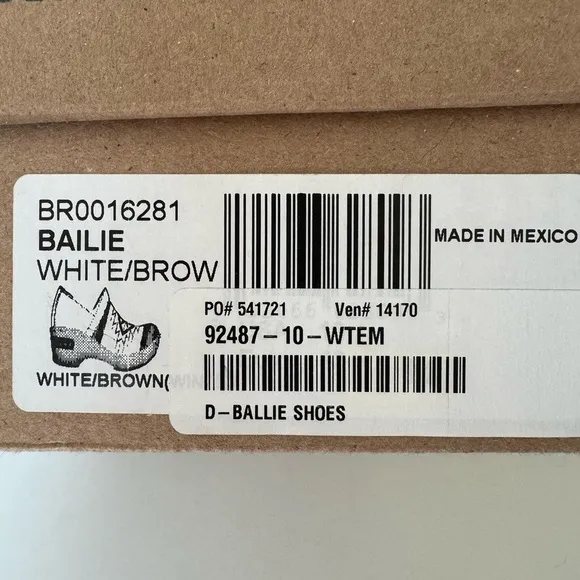 BR0016281
BAILIE
WHITE/BROW
MADE IN MEXICO
WHITE/BROWN(
PO# 541721 Ven# 14170
92487-10-WTEM
D-BALLIE SHOES